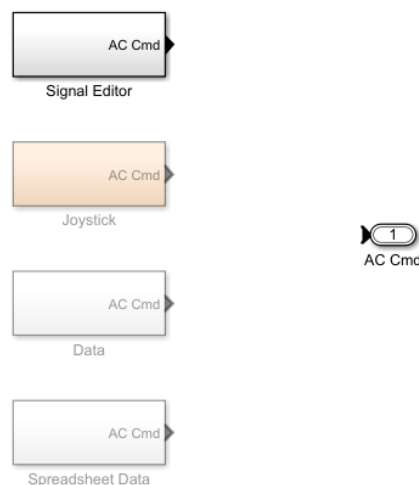 AC Cmd
Signal Editor
AC Cmd
Joystick
1
AC Cmd
AC Cmd
Data
AC Cmd
Spreadsheet Data